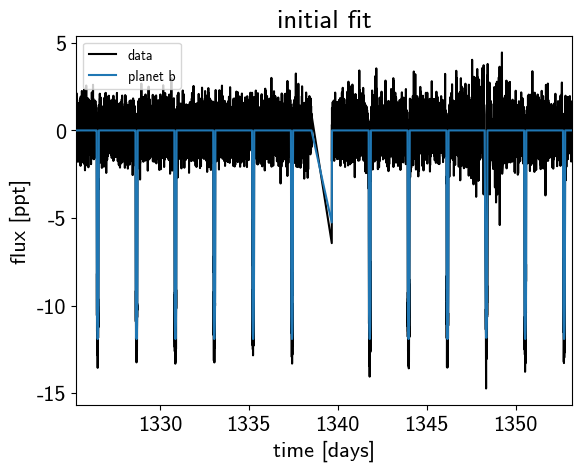 initial fit
data
planet b
flux [ppt]
5
0
-5
-10
-15
1330 1335 1340 1345 1350
time [days]